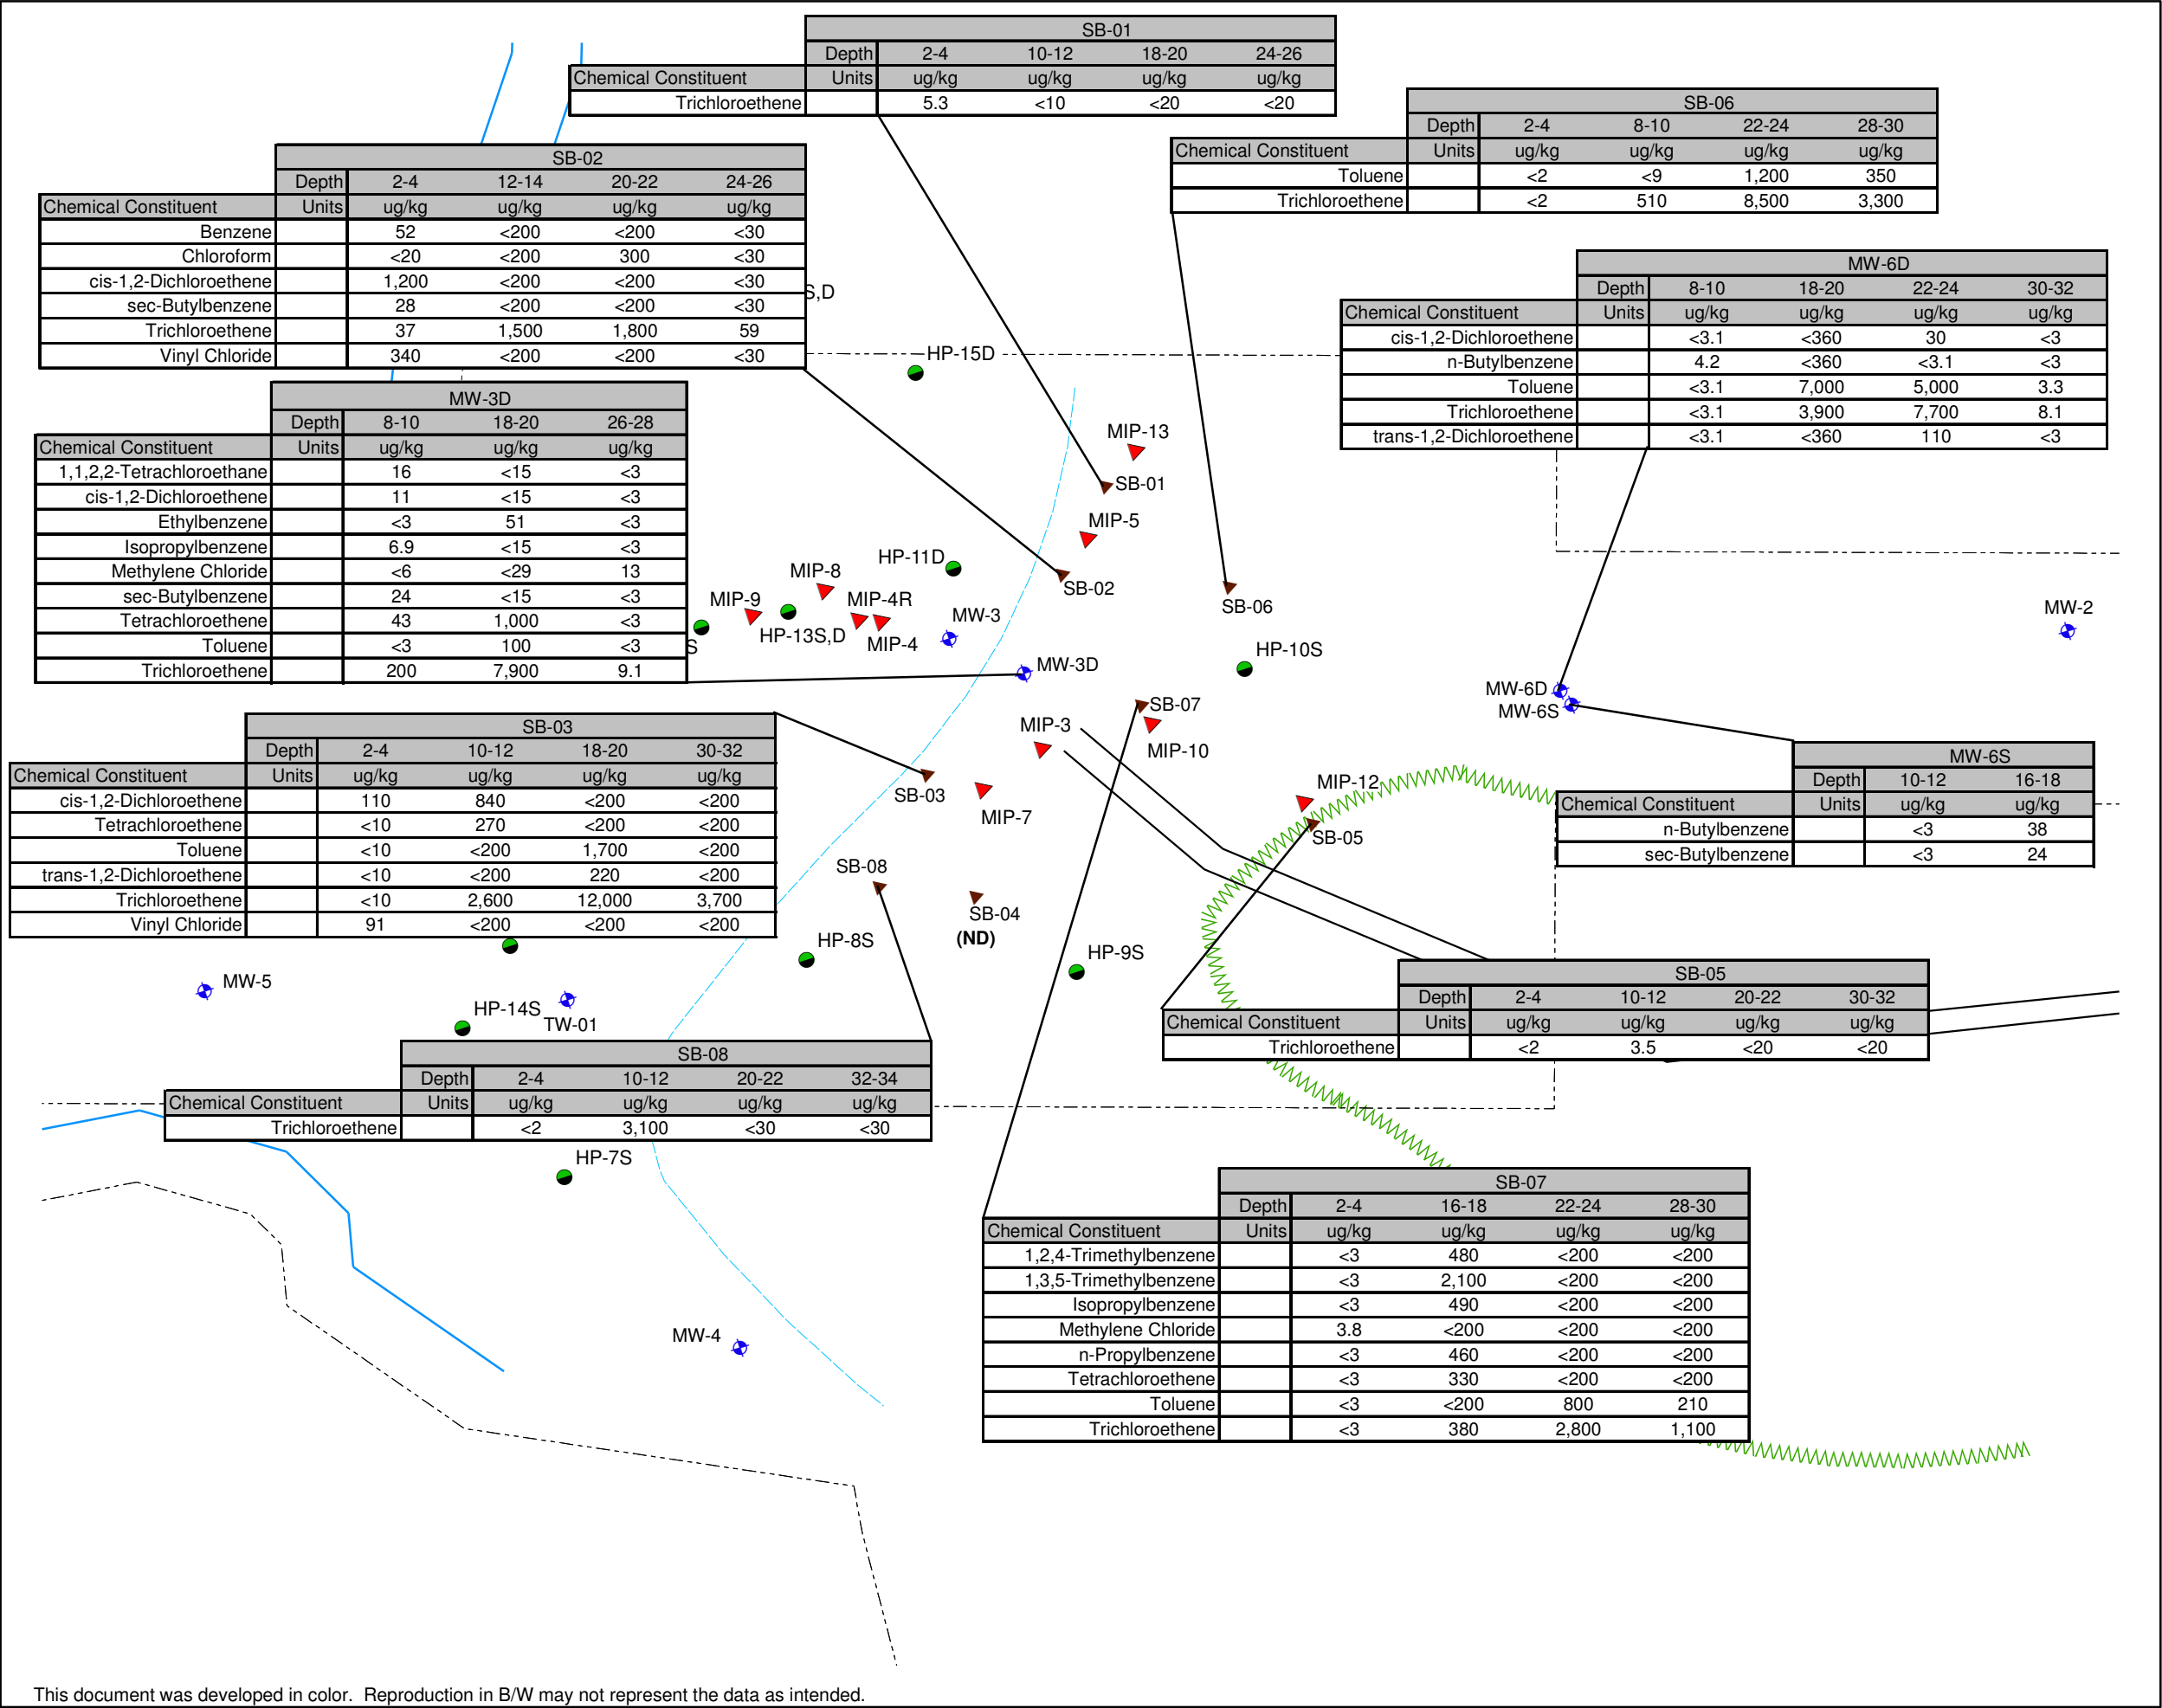 SB-01
Depth 2-4 10-12 18-20 24-26
Chemical Constituent Units ug/kg ug/kg ug/kg ug/kg
Trichloroethene 5.3 <10 <20 <20
SB-06
Depth 2-4 8-10 22-24 28-30
Chemical Constituent Units ug/kg ug/kg ug/kg ug/kg
Toluene <2 <9 1,200 350
Trichloroethene <2 510 8,500 3,300
SB-02
Depth 2-4 12-14 20-22 24-26
Chemical Constituent Units ug/kg ug/kg ug/kg ug/kg
Benzene 52 <200 <200 <30
Chloroform <20 <200 300 <30
cis-1,2-Dichloroethene 1,200 <200 <200 <30
sec-Butylbenzene 28 <200 <200 <30
Trichloroethene 37 1,500 1,800 59
Vinyl Chloride 340 <200 <200 <30
S,D
MW-6D
Depth 8-10 18-20 22-24 30-32
Chemical Constituent Units ug/kg ug/kg ug/kg ug/kg
cis-1,2-Dichloroethene <3.1 <360 30 <3
n-Butylbenzene 4.2 <360 <3.1 <3
Toluene <3.1 7,000 5,000 3.3
Trichloroethene <3.1 3,900 7,700 8.1
trans-1,2-Dichloroethene <3.1 <360 110 <3
HP-15D
MW-3D
Depth 8-10 18-20 26-28
Chemical Constituent Units ug/kg ug/kg ug/kg
1,1,2,2-Tetrachloroethane 16 <15 <3
cis-1,2-Dichloroethene 11 <15 <3
Ethylbenzene <3 51 <3
Isopropylbenzene 6.9 <15 <3
Methylene Chloride <6 <29 13
sec-Butylbenzene 24 <15 <3
Tetrachloroethene 43 1,000 <3
Toluene <3 100 <3
Trichloroethene 200 7,900 9.1
MIP-13
SB-01
MIP-5
HP-11D
MIP-8
SB-02
MIP-9
MIP-4R
SB-06
MW-3
MW-2
HP-13S,D
MIP-4
S
HP-10S
MW-3D
MW-6D
MW-6S
SB-07
MIP-3
MIP-10
SB-03
Depth 2-4 10-12 18-20 30-32
Chemical Constituent Units ug/kg ug/kg ug/kg ug/kg
cis-1,2-Dichloroethene 110 840 <200 <200
Tetrachloroethene <10 270 <200 <200
Toluene <10 <200 1,700 <200
trans-1,2-Dichloroethene <10 <200 220 <200
Trichloroethene <10 2,600 12,000 3,700
Vinyl Chloride 91 <200 <200 <200
MW-6S
Depth 10-12 16-18
Chemical Constituent Units ug/kg ug/kg
n-Butylbenzene <3 38
sec-Butylbenzene <3 24
MIP-12
SB-03
MIP-7
SB-05
SB-08
SB-04
(ND)
HP-8S
HP-9S
MW-5
HP-14S
TW-01
SB-05
Depth 2-4 10-12 20-22 30-32
Chemical Constituent Units ug/kg ug/kg ug/kg ug/kg
Trichloroethene <2 3.5 <20 <20
SB-08
Depth 2-4 10-12 20-22 32-34
Chemical Constituent Units ug/kg ug/kg ug/kg ug/kg
Trichloroethene <2 3,100 <30 <30
HP-7S
SB-07
Depth 2-4 16-18 22-24 28-30
Chemical Constituent Units ug/kg ug/kg ug/kg ug/kg
1,2,4-Trimethylbenzene <3 480 <200 <200
1,3,5-Trimethylbenzene <3 2,100 <200 <200
Isopropylbenzene <3 490 <200 <200
Methylene Chloride 3.8 <200 <200 <200
n-Propylbenzene <3 460 <200 <200
Tetrachloroethene <3 330 <200 <200
Toluene <3 <200 800 210
Trichloroethene <3 380 2,800 1,100
MW-4
This document was developed in color. Reproduction in B/W may not represent the data as intended.